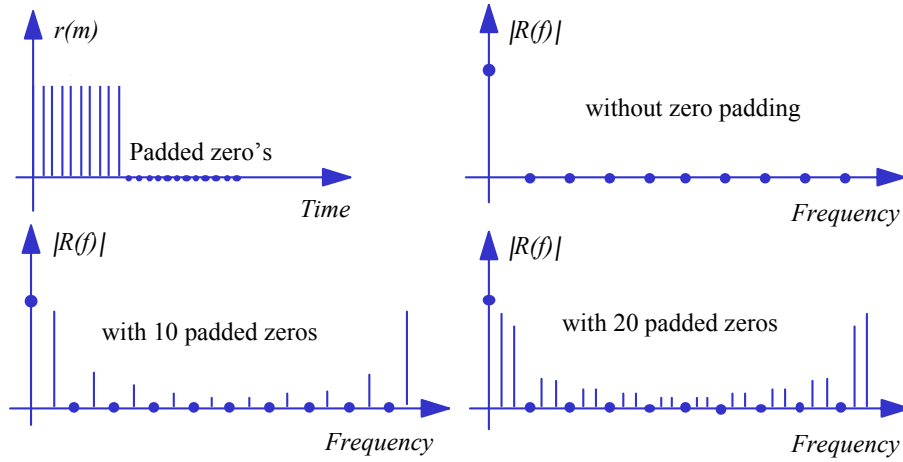 r(m)
Padded zero's
Time
|R(f)|
without zero padding
Frequency
|R(f)|
with 10 padded zeros
Frequency
|R(f)|
with 20 padded zeros
Frequency